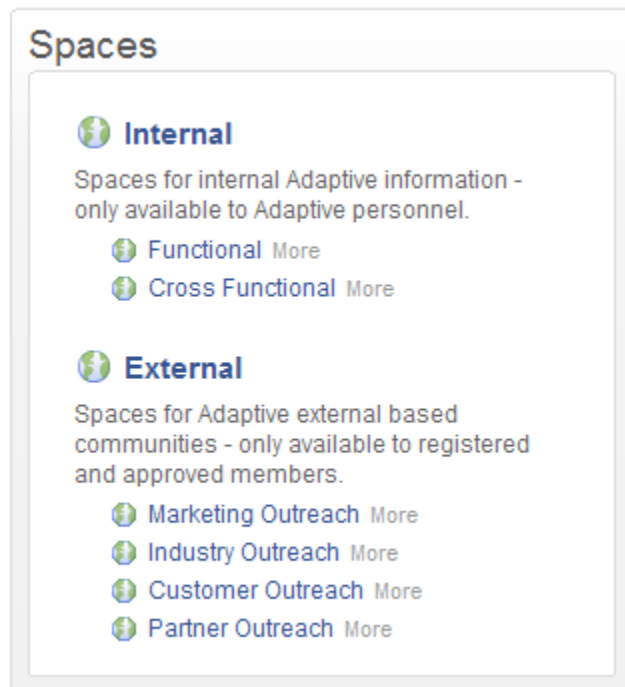 Spaces
Internal
Spaces for internal Adaptive information -
only available to Adaptive personnel.
Functional More
Cross Functional More
External
Spaces for Adaptive external based
communities - only available to registered
and approved members.
Marketing Outreach More
Industry Outreach More
Customer Outreach More
Partner Outreach More